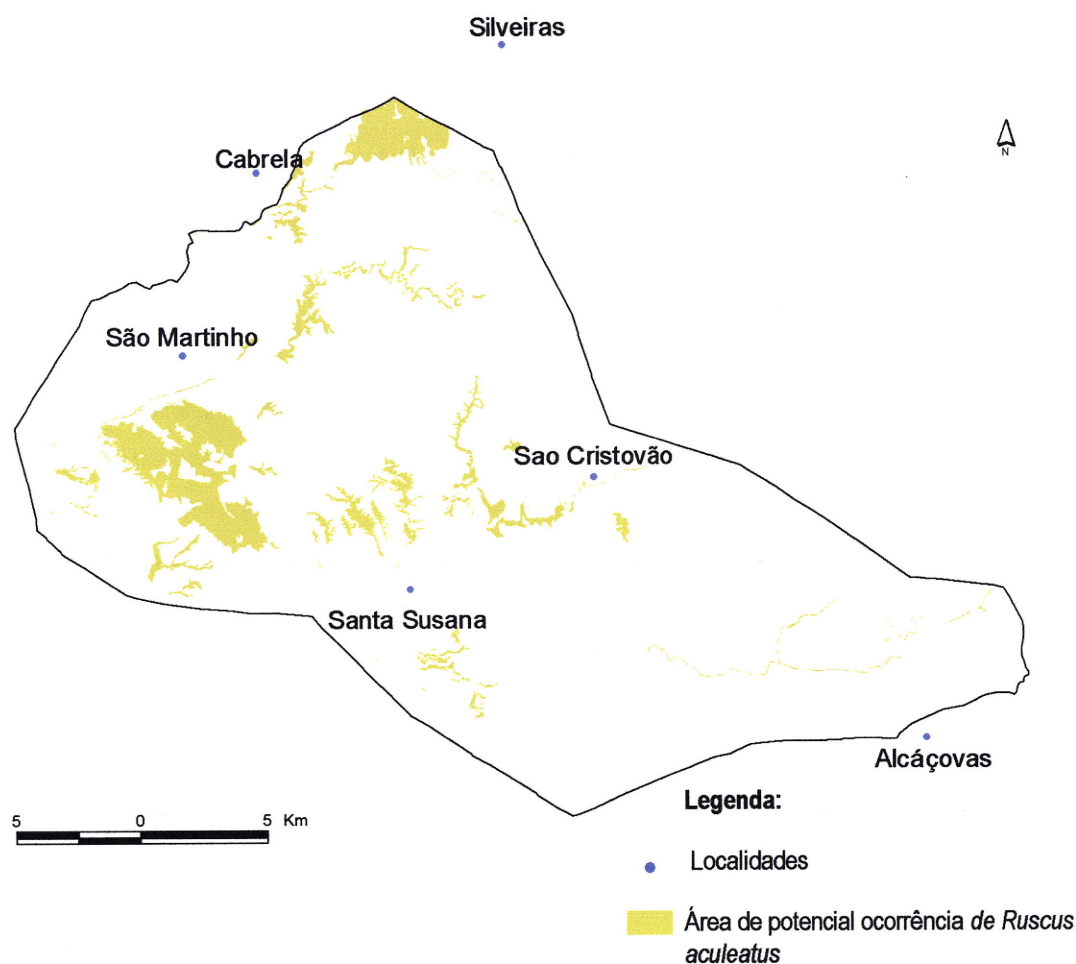 Silveiras
N
Cabrela
São Martinho
Sao Cristovão
Santa Susana
Alcáçovas
Legenda:
5 0 5 Km
Localidades
Área de potencial ocorrência de Ruscus
aculeatus